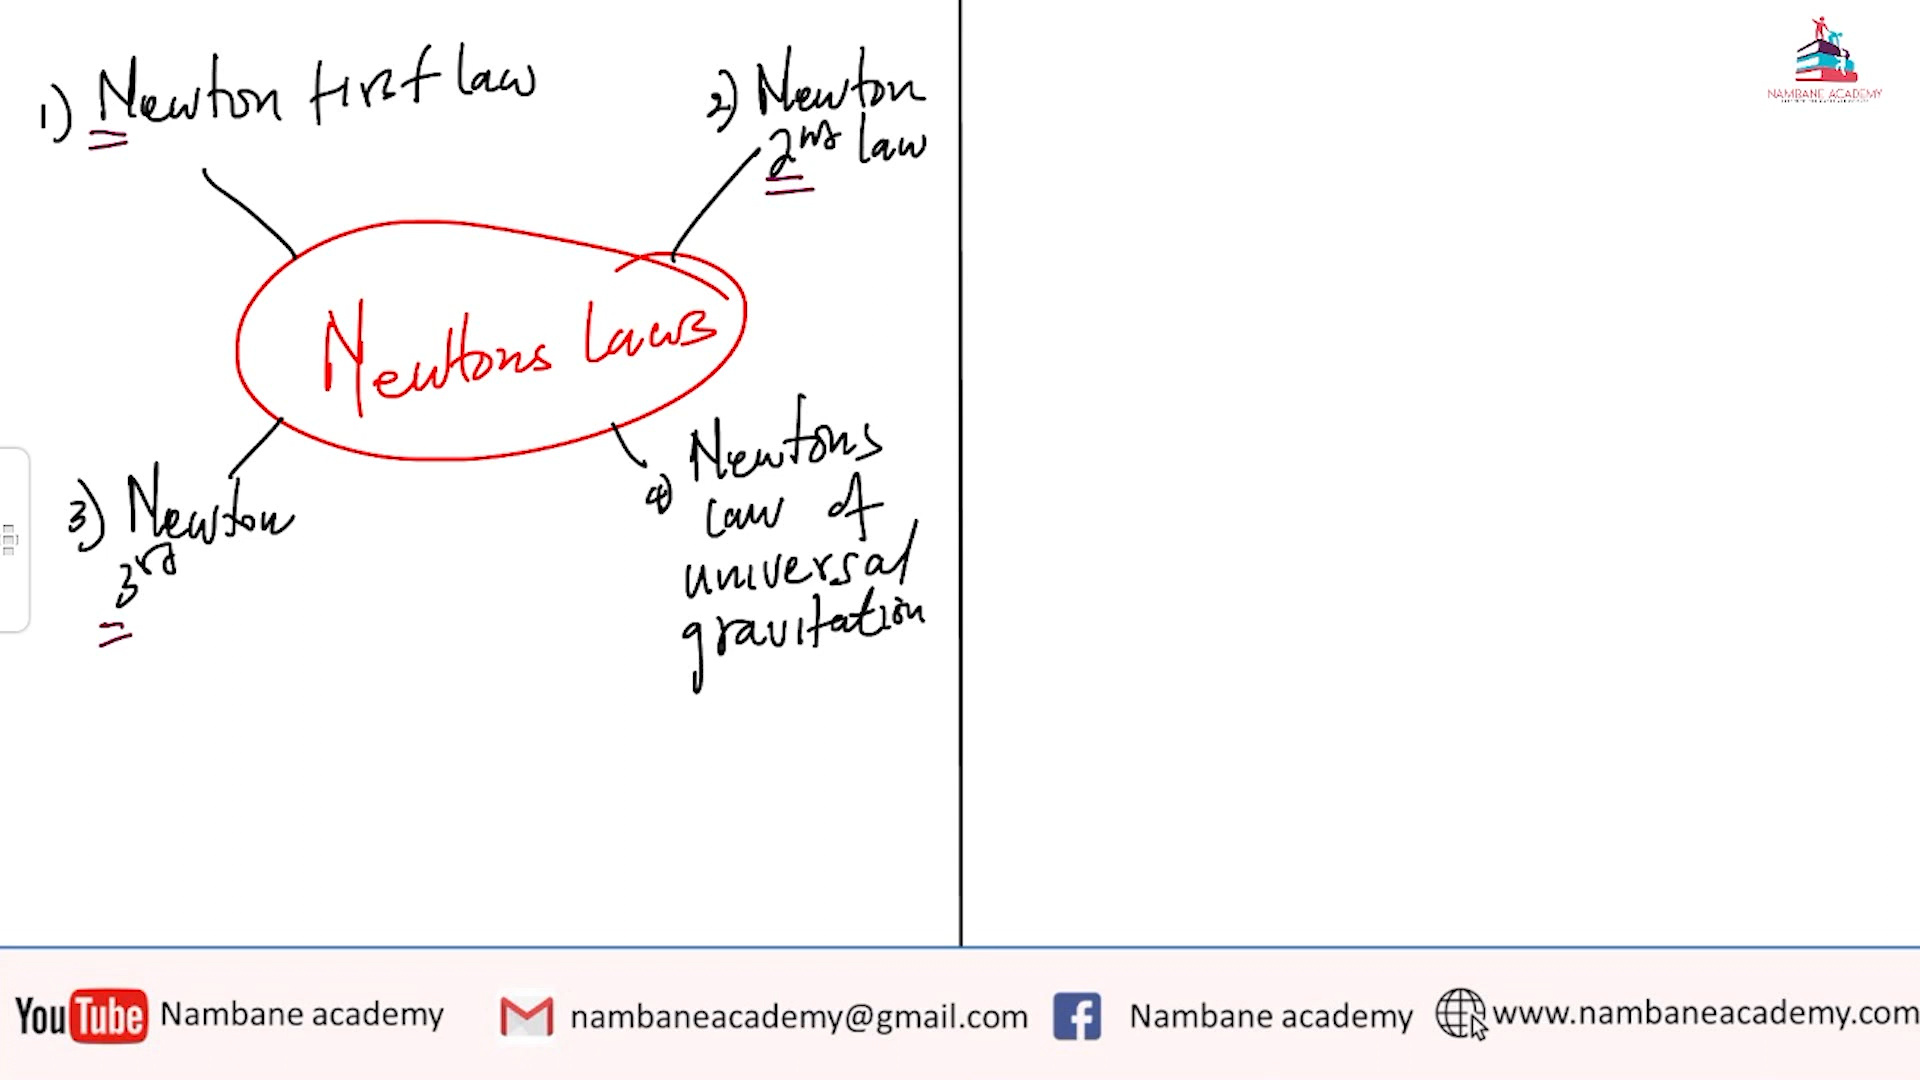 1) Newton first law
2) Newton
2nd law
Newtons Laws
3) Newton
3rd
4) Newtons
Law of
universal
gravitation
NAMBANE ACADEMY
YouTube Nambane academy
nambaneacademy@gmail.com
Nambane academy
www.nambaneacademy.com